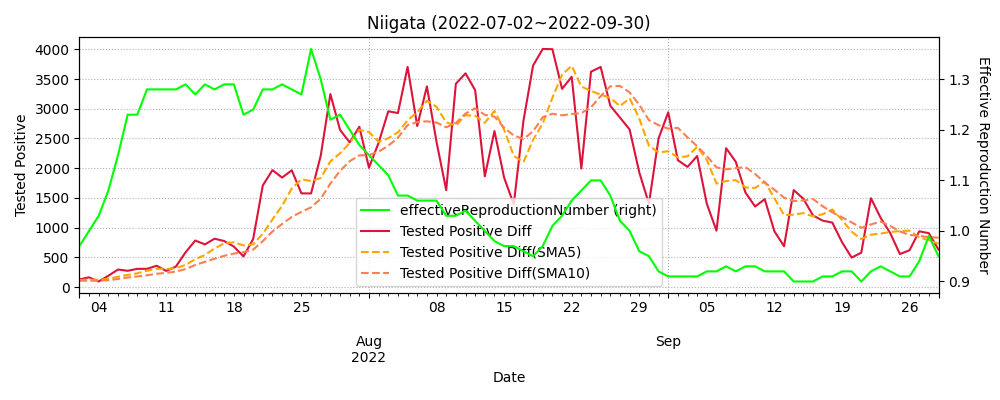 Niigata (2022-07-02~2022-09-30)
Tested Positive
4000
3500
3000
2500
2000
1500
1000
500
0
effectiveReproductionNumber (right)
Tested Positive Diff
Tested Positive Diff(SMA5)
Tested Positive Diff(SMA10)
1.3
1.2
1.1
1.0
0.9
Effective Reproduction Number
04 11 18 25 08 15 22 29 05 12 19 26
Aug Sep
2022
Date